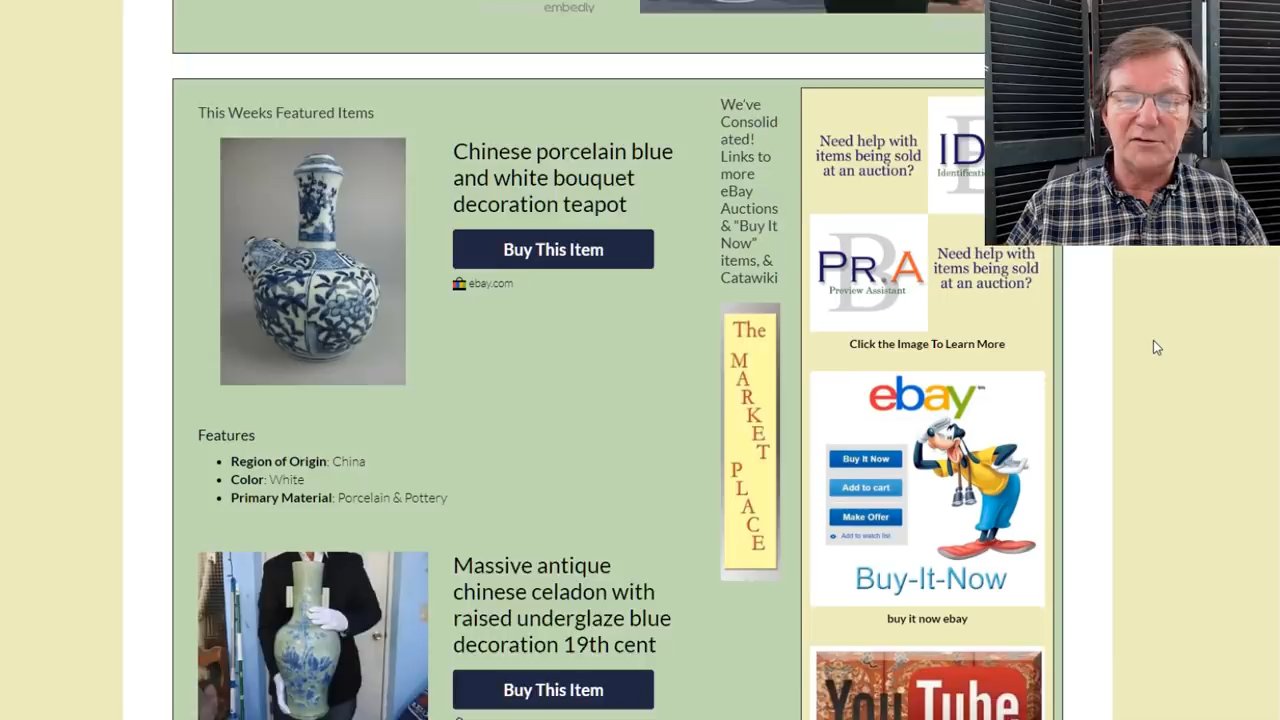 embedly
This Weeks Featured Items
Chinese porcelain blue
and white bouquet
decoration teapot
Buy This Item
ebay.com
Features
Region of Origin: China
Color: White
Primary Material: Porcelain & Pottery
Massive antique
chinese celadon with
raised underglaze blue
decoration 19th cent
Buy This Item
We've
Consolid
ated!
Links to
more
eBay
Auctions
& "Buy It
Now"
items, &
Catawiki
The
MARKET
PLACE
Need help with
items being sold
at an auction?
ID
PR.A
Preview Assistant
Need help with
items being sold
at an auction?
Click the Image To Learn More
ebay
Buy It Now
Add to cart
Make Offer
Add to watch list
Buy-It-Now
buy it now ebay
YouTube